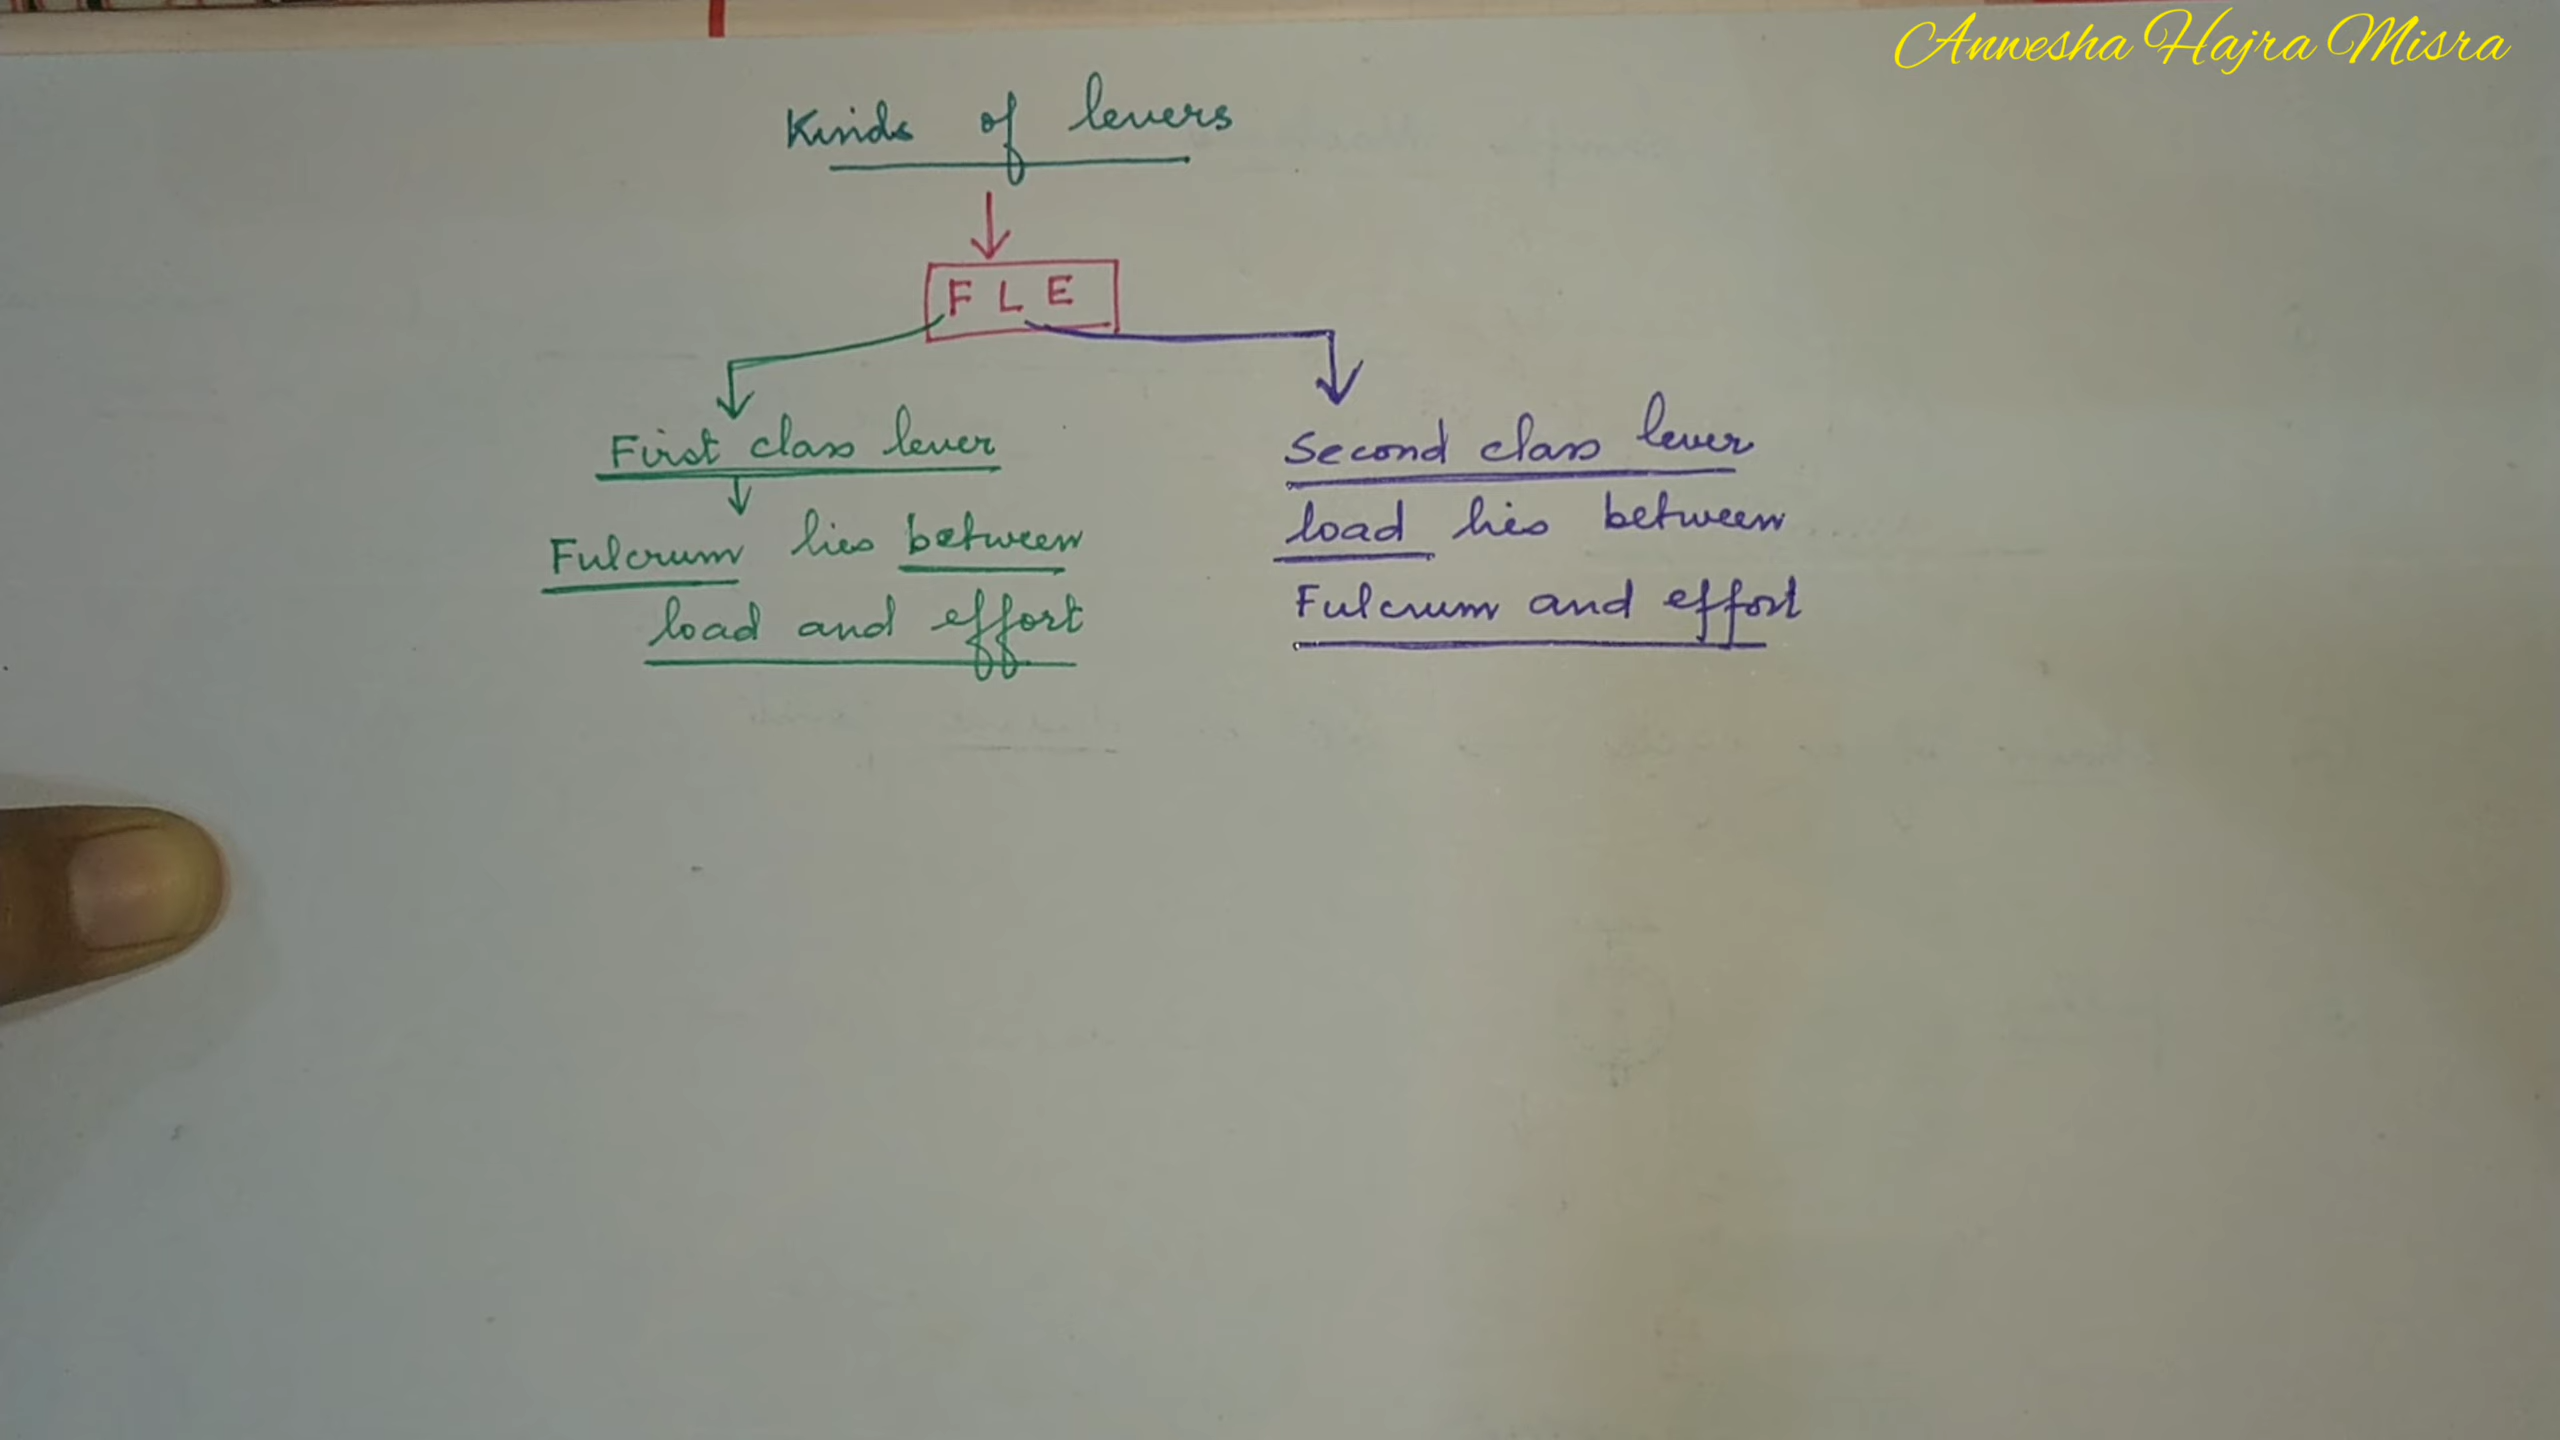 Anwesha Hajra Misra
Kinds of levers
F L E
First class lever
Fulcrum lies between
load and effort
Second class lever
load lies between
Fulcrum and effort